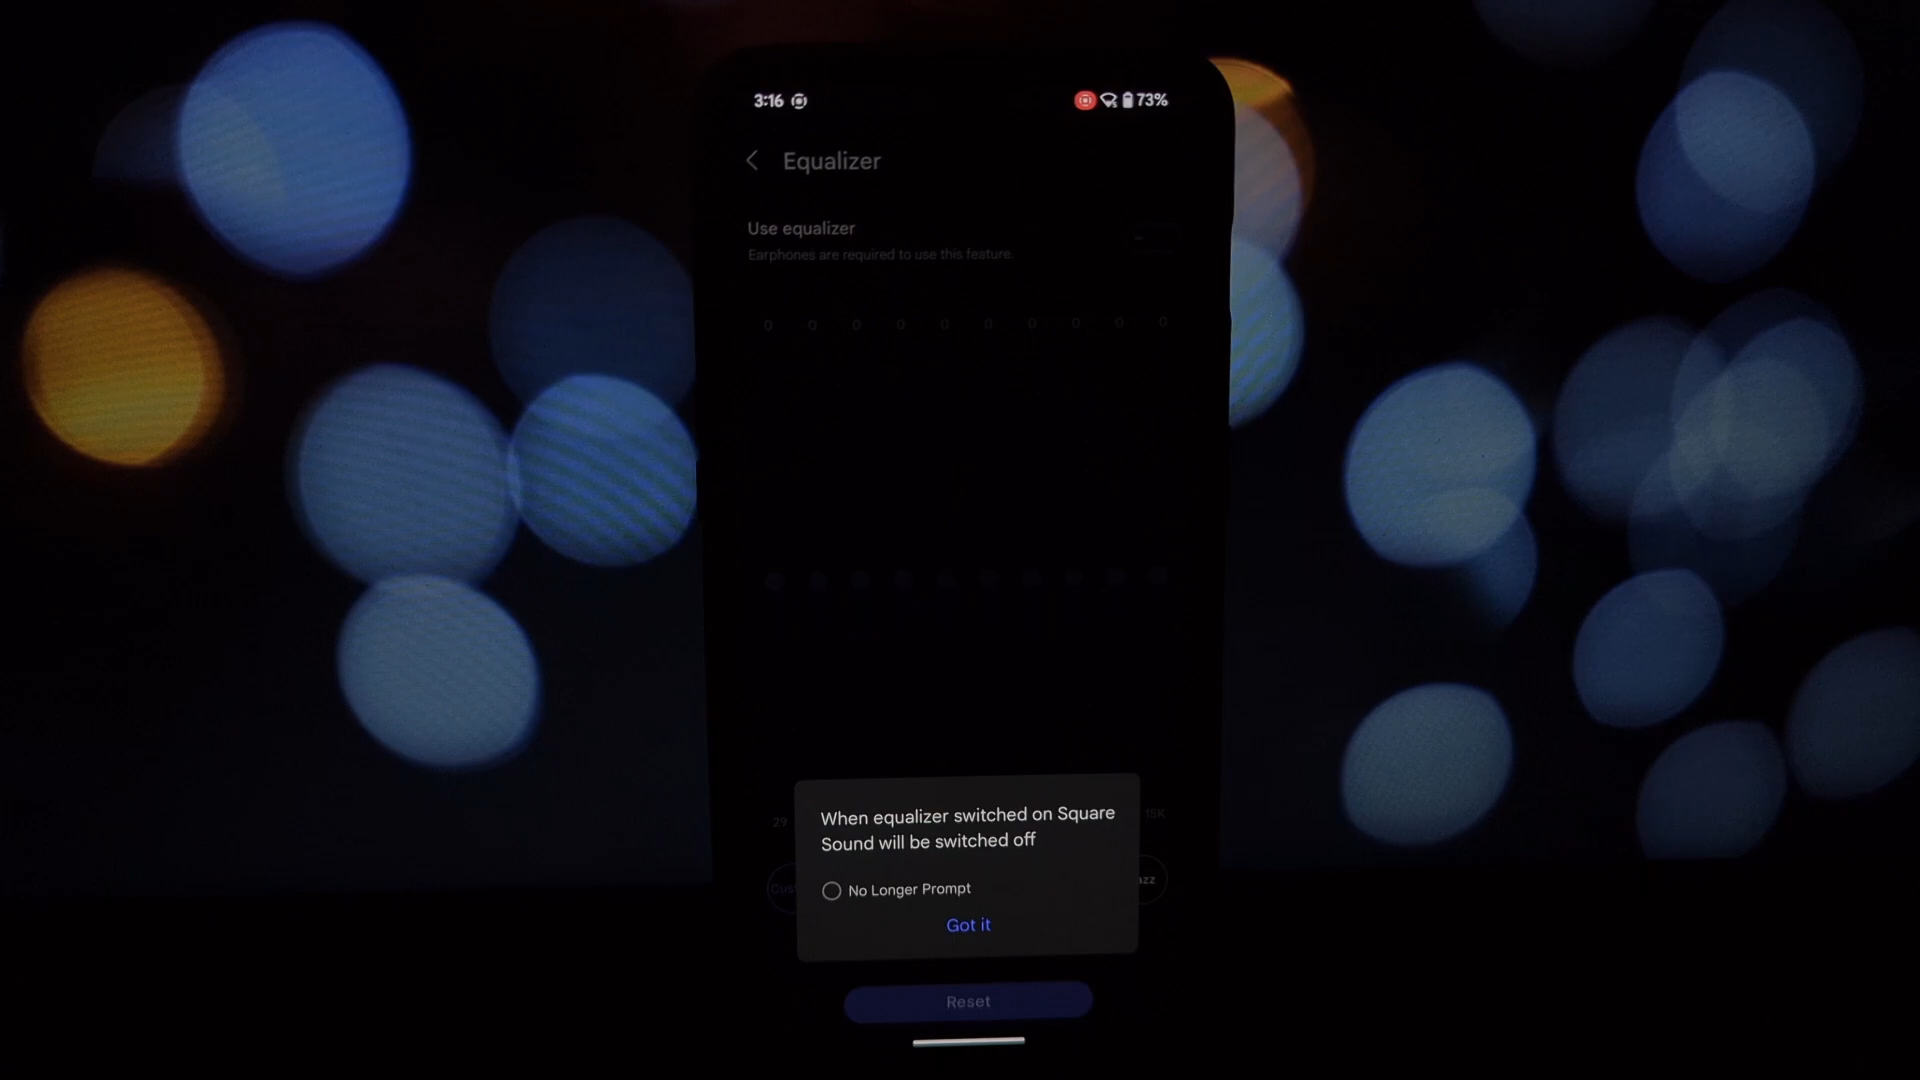 3:16
73%
Equalizer
Use equalizer
Earphones are required to use this feature.
0 0 0 0 0 0 0 0 0 0
When equalizer switched on Square
Sound will be switched off
29
15K
No Longer Prompt
Got it
Reset